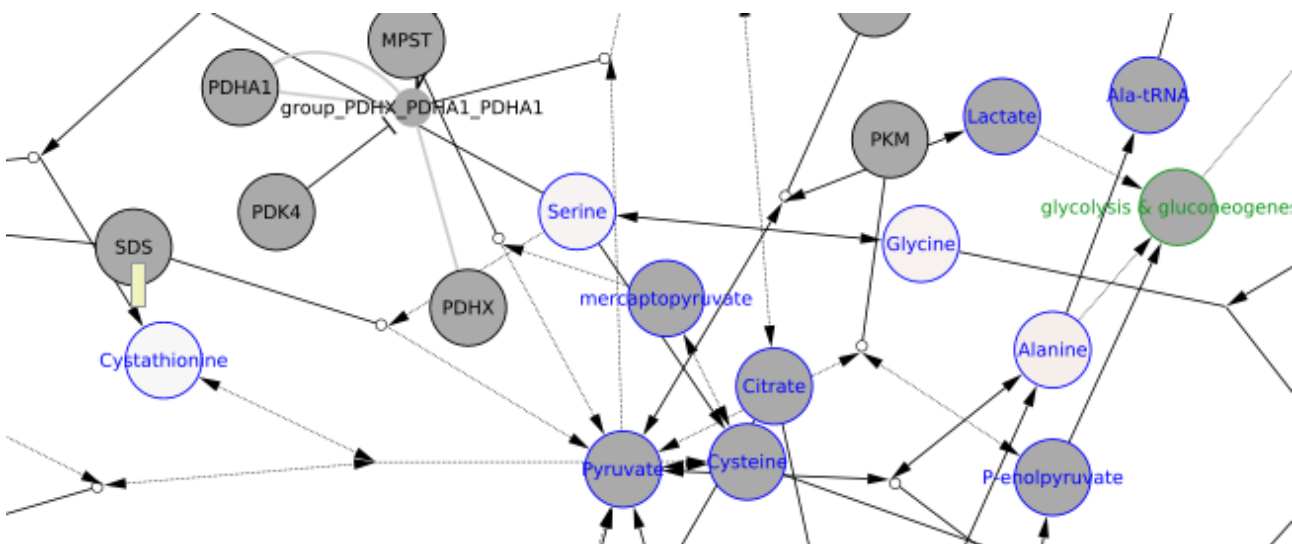 MPST
PDHA1
group_PDHX_PDHA1_PDHA1
Ala-tRNA
Lactate
PKM
PDK4
Serine
glycolysis & gluconeogenes
Glycine
SDS
mercaptopyruvate
PDHX
Cystathionine
Alanine
Citrate
Pyruvate
Cysteine
P-enolpyruvate